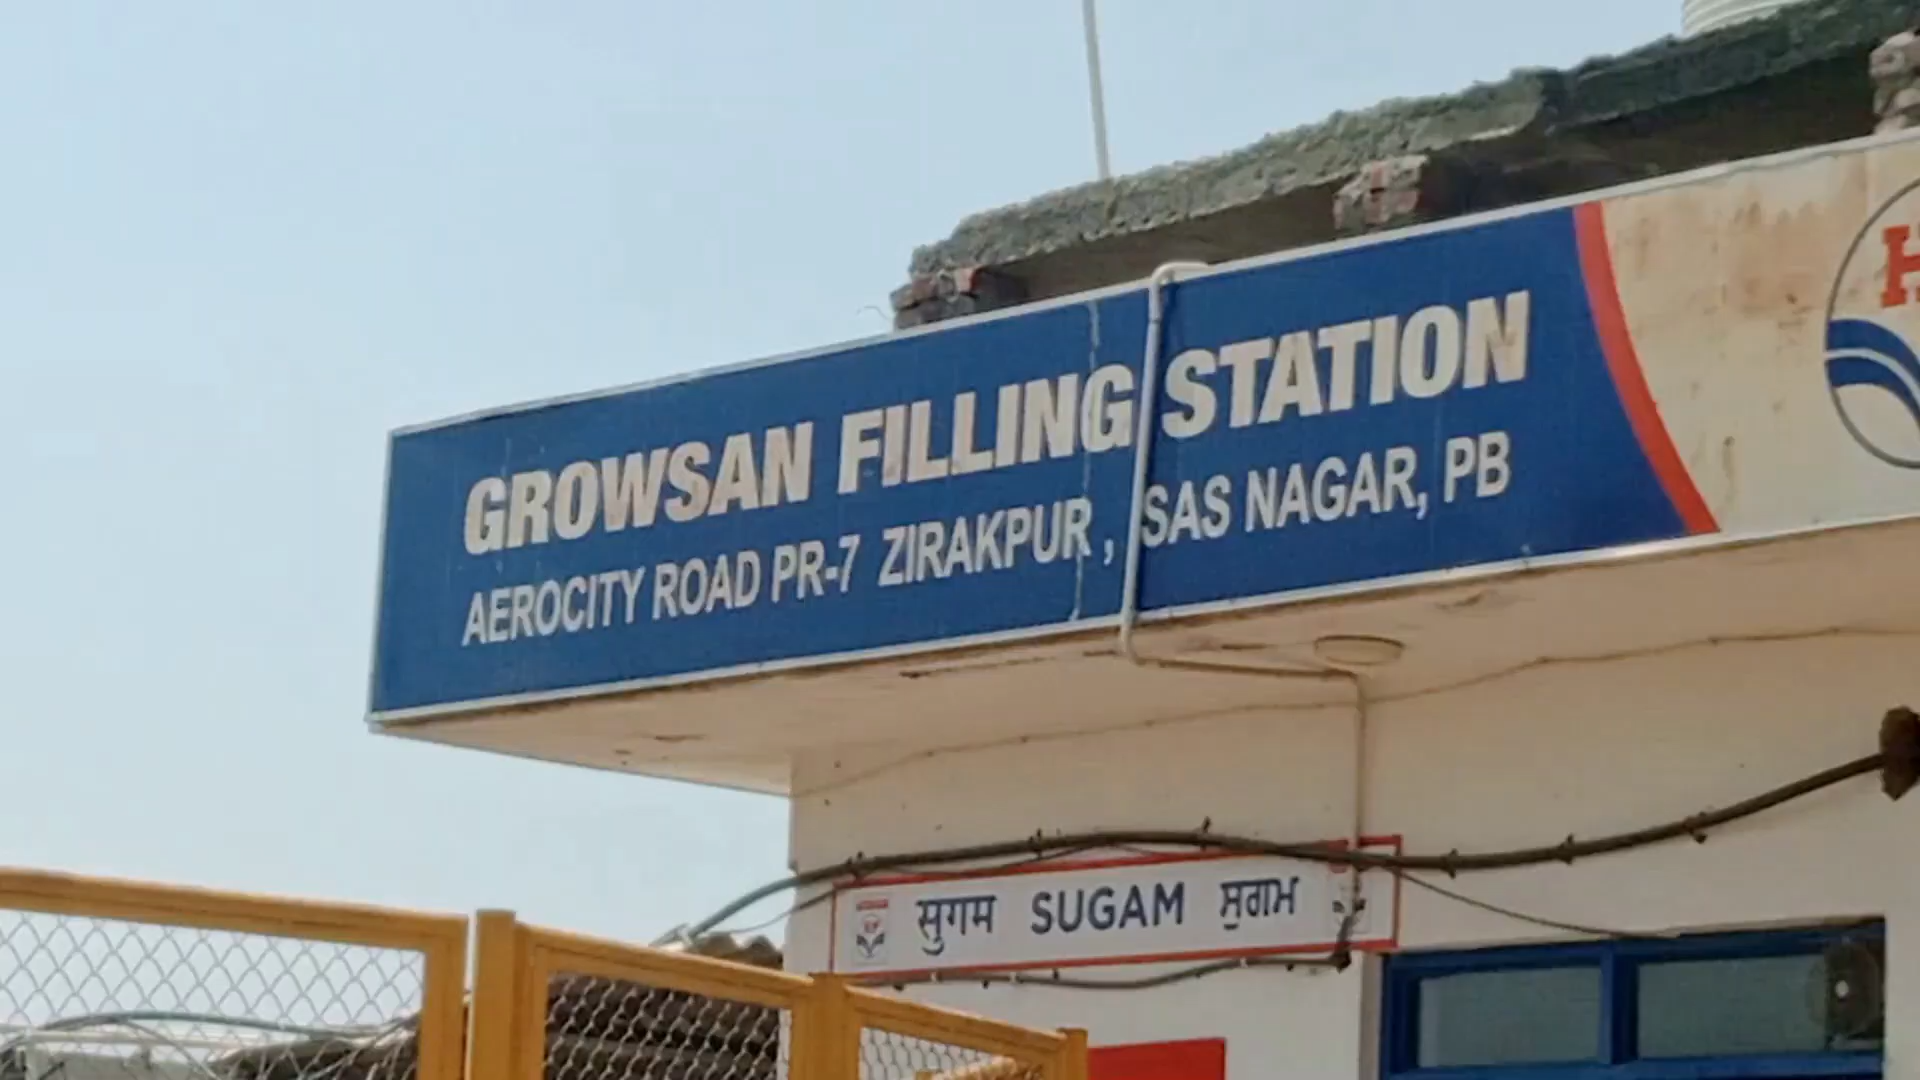 GROWSAN FILLING STATION
AEROCITY ROAD PR-7 ZIRAKPUR, SAS NAGAR, PB
सुगम SUGAM ਸੁਗਮ